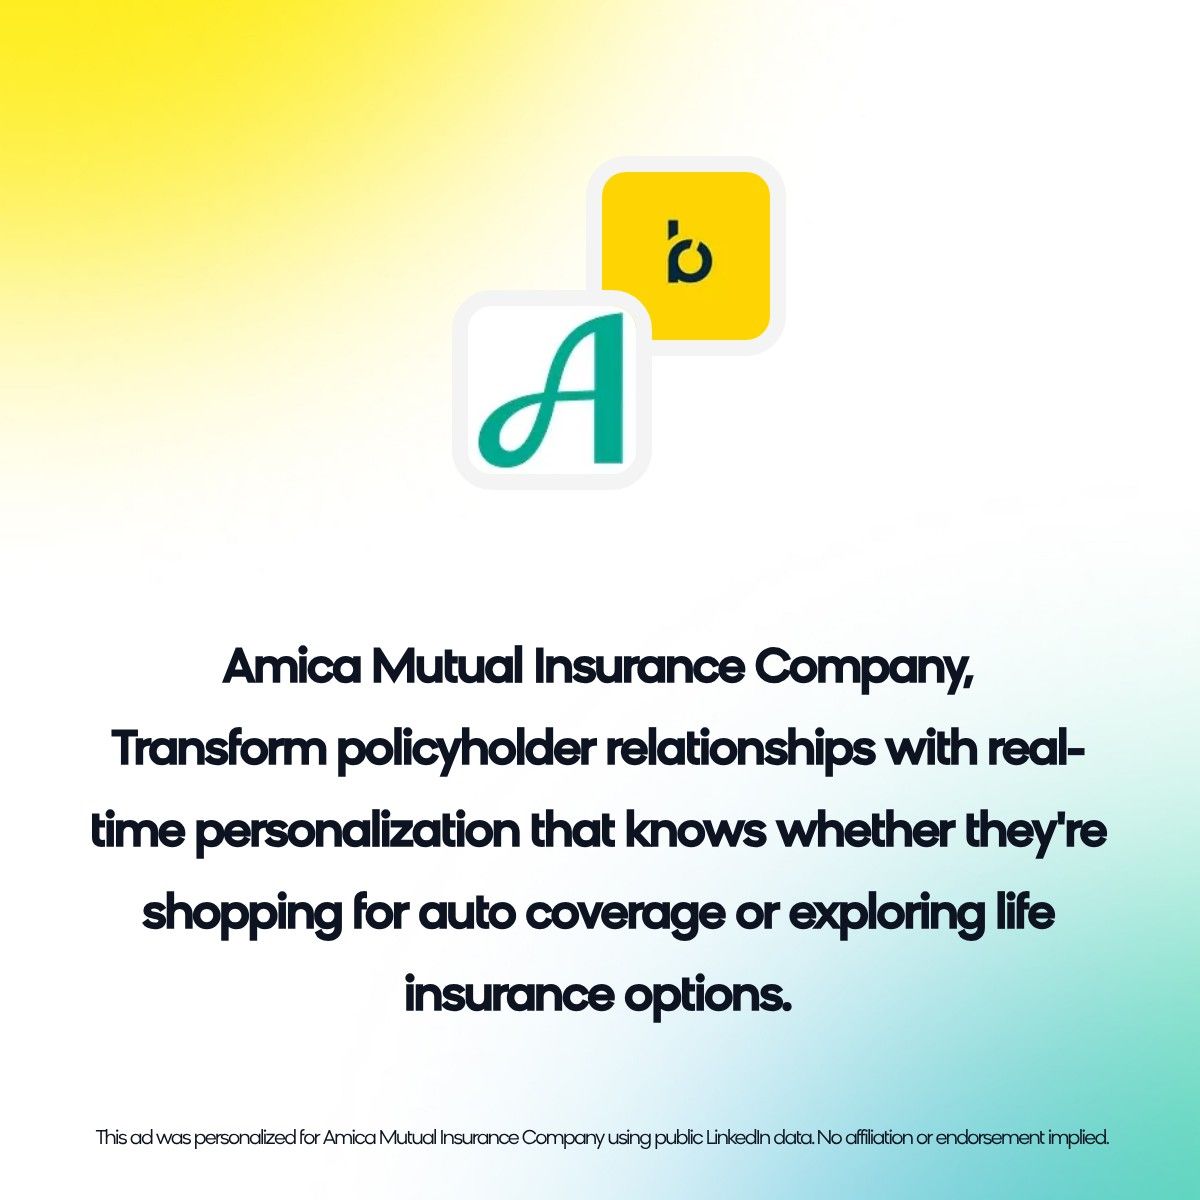 b
A
Amica Mutual Insurance Company,
Transform policyholder relationships with real-
time personalization that knows whether they're
shopping for auto coverage or exploring life
insurance options.
This ad was personalized for Amica Mutual Insurance Company using public LinkedIn data. No affiliation or endorsement implied.